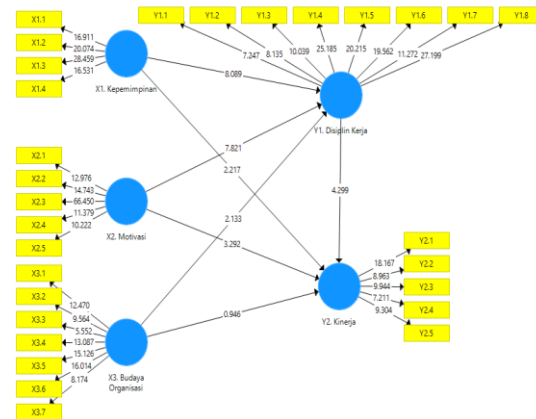 X1.1
X1.2
X1.3
X1.4
16.911
20.074
28.459
16.531
X1. Kepemimpinan
Y1.1
Y1.2
Y1.3
Y1.4
Y1.5
Y1.6
Y1.7
Y1.8
7.247
8.135
10.039
25.185
20.215
19.562
11.272
27.199
Y1. Disiplin Kerja
8.089
7.821
2.217
2.133
3.292
0.946
4.299
X2.1
X2.2
X2.3
X2.4
X2.5
12.976
14.743
66.450
11.379
10.222
X2. Motivasi
X3.1
X3.2
X3.3
X3.4
X3.5
X3.6
X3.7
12.470
9.564
5.552
13.087
15.126
16.014
8.174
X3. Budaya
Organisasi
Y2.1
Y2.2
Y2.3
Y2.4
Y2.5
18.167
8.963
9.944
7.211
9.304
Y2. Kinerja